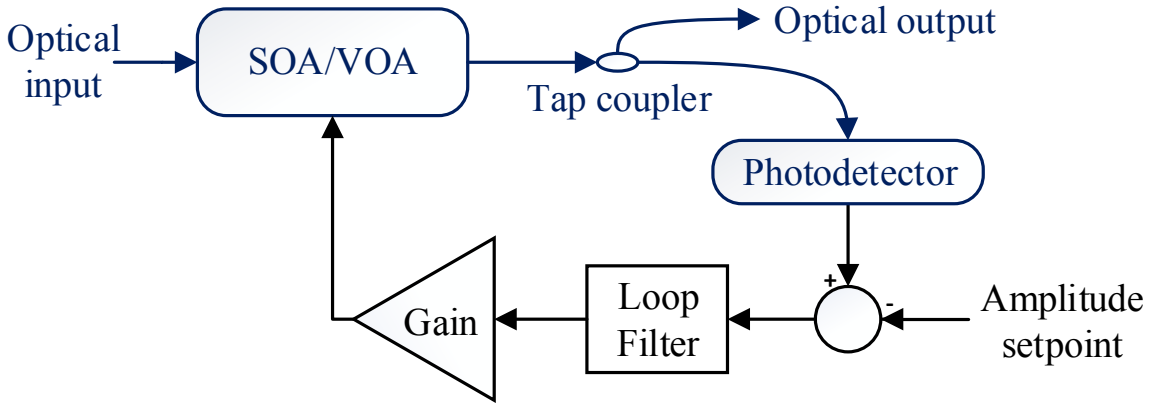 Optical
input
SOA/VOA
Optical output
Tap coupler
Photodetector
+
-
Amplitude
setpoint
Loop
Filter
Gain